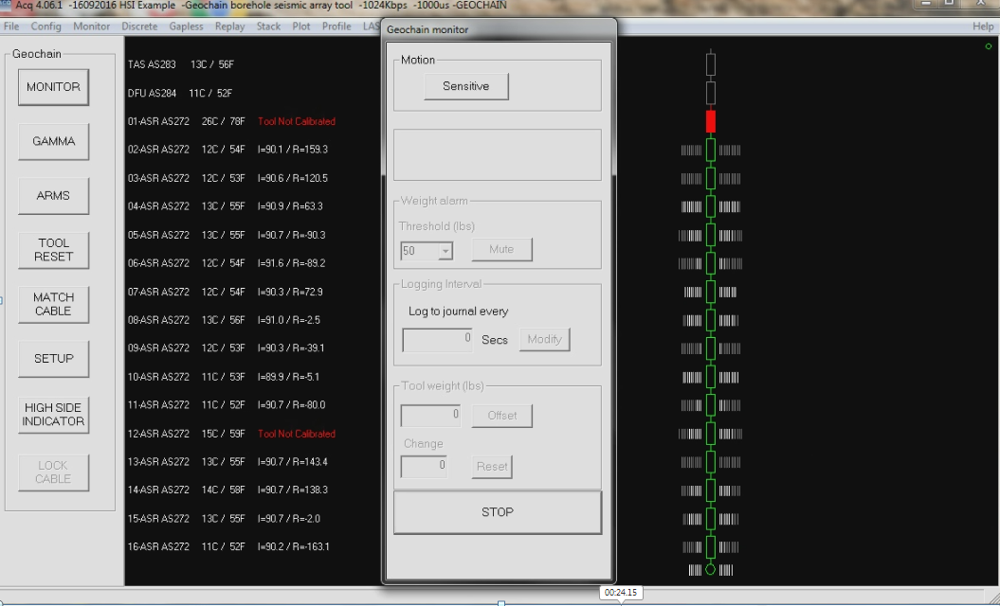 Acq 4.06.1 -16092016 HSI Example -Geochain borehole seismic array tool -1024Kbps -1000us -GEOCHAIN
File Config Monitor Discrete Gapless Replay Stack Plot Profile LAS Help
Geochain
MONITOR
GAMMA
ARMS
TOOL
RESET
MATCH
CABLE
SETUP
HIGH SIDE
INDICATOR
LOCK
CABLE
TAS AS283 13C / 56F
DFU AS284 11C / 52F
01-ASR AS272 26C / 78F Tool Not Calibrated
02-ASR AS272 12C / 54F I=90.1 / R=159.3
03-ASR AS272 12C / 53F I=90.6 / R=120.5
04-ASR AS272 13C / 55F I=90.9 / R=63.3
05-ASR AS272 13C / 55F I=90.7 / R=-90.3
06-ASR AS272 12C / 54F I=91.6 / R=-89.2
07-ASR AS272 12C / 54F I=90.3 / R=72.9
08-ASR AS272 13C / 56F I=91.0 / R=-2.5
09-ASR AS272 12C / 53F I=90.3 / R=-39.1
10-ASR AS272 11C / 53F I=89.9 / R=-5.1
11-ASR AS272 11C / 52F I=90.7 / R=-80.0
12-ASR AS272 15C / 59F Tool Not Calibrated
13-ASR AS272 13C / 55F I=90.7 / R=143.4
14-ASR AS272 14C / 58F I=90.7 / R=138.3
15-ASR AS272 13C / 55F I=90.7 / R=-2.0
16-ASR AS272 11C / 52F I=90.2 / R=-163.1
Geochain monitor
Motion
Sensitive
Weight alarm
Threshold (lbs)
50 Mute
Logging Interval
Log to journal every
0 Secs Modify
Tool weight (lbs)
0 Offset
Change
0 Reset
STOP
00:24.15